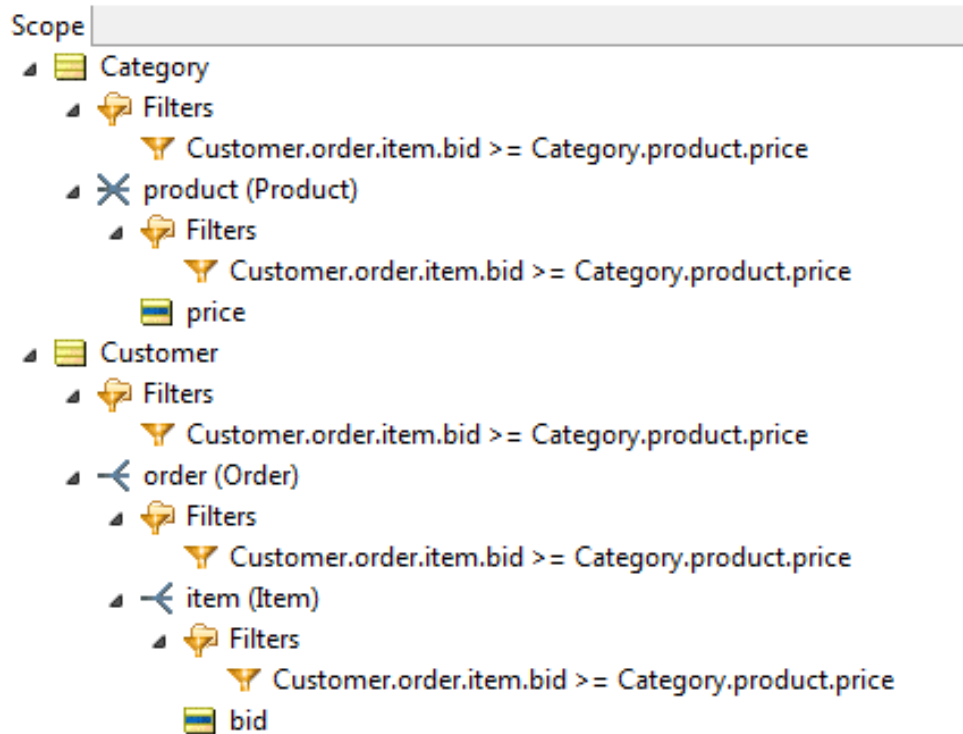 Scope
Category
Filters
Customer.order.item.bid >= Category.product.price
product (Product)
Filters
Customer.order.item.bid >= Category.product.price
price
Customer
Filters
Customer.order.item.bid >= Category.product.price
order (Order)
Filters
Customer.order.item.bid >= Category.product.price
item (Item)
Filters
Customer.order.item.bid >= Category.product.price
bid